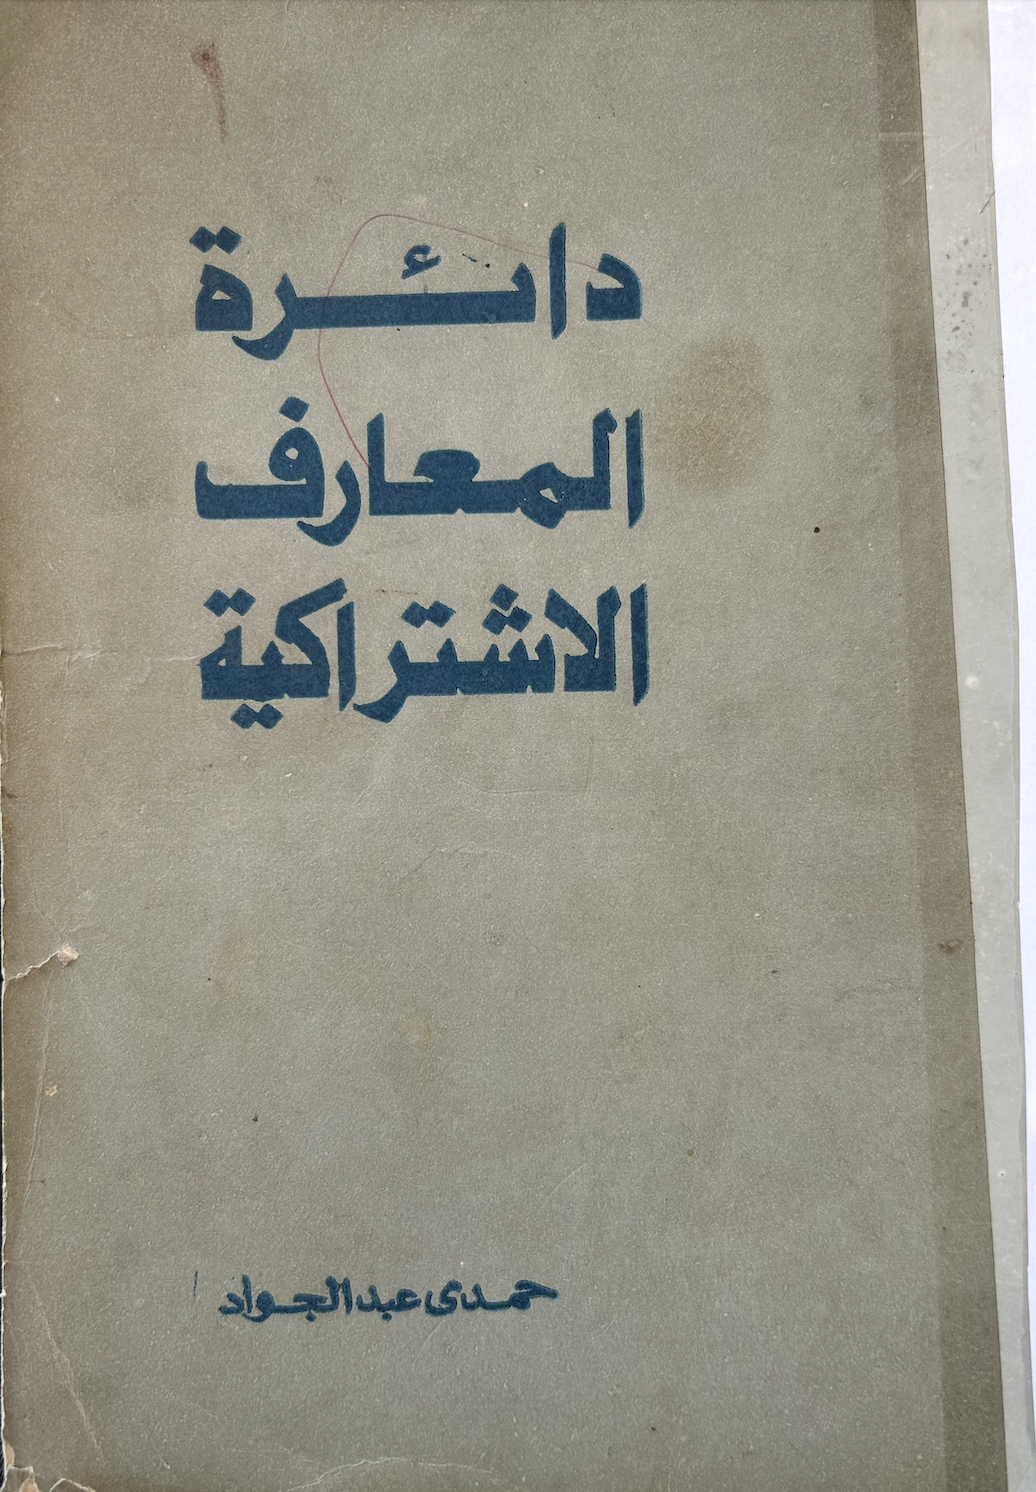 دائرة
المعارف
الاشتراكية
حمدى عبد الجواد